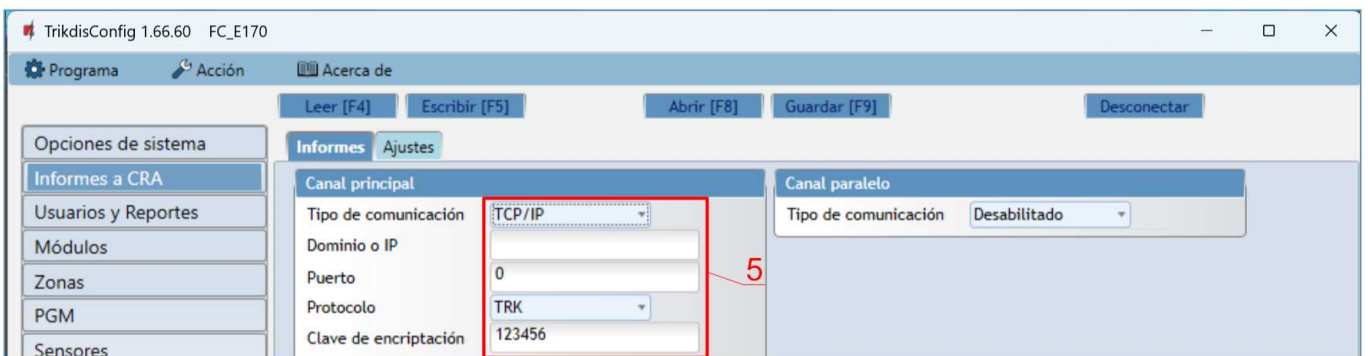 TrikdisConfig 1.66.60 FC_E170
Programa Acción Acerca de
Leer [F4] Escribir [F5] Abrir [F8] Guardar [F9] Desconectar
Opciones de sistema
Informes a CRA
Usuarios y Reportes
Módulos
Zonas
PGM
Sensores
Informes Ajustes
Canal principal
Tipo de comunicación TCP/IP
Dominio o IP
Puerto 0
Protocolo TRK
Clave de encriptación 123456
5
Canal paralelo
Tipo de comunicación Desabilitado